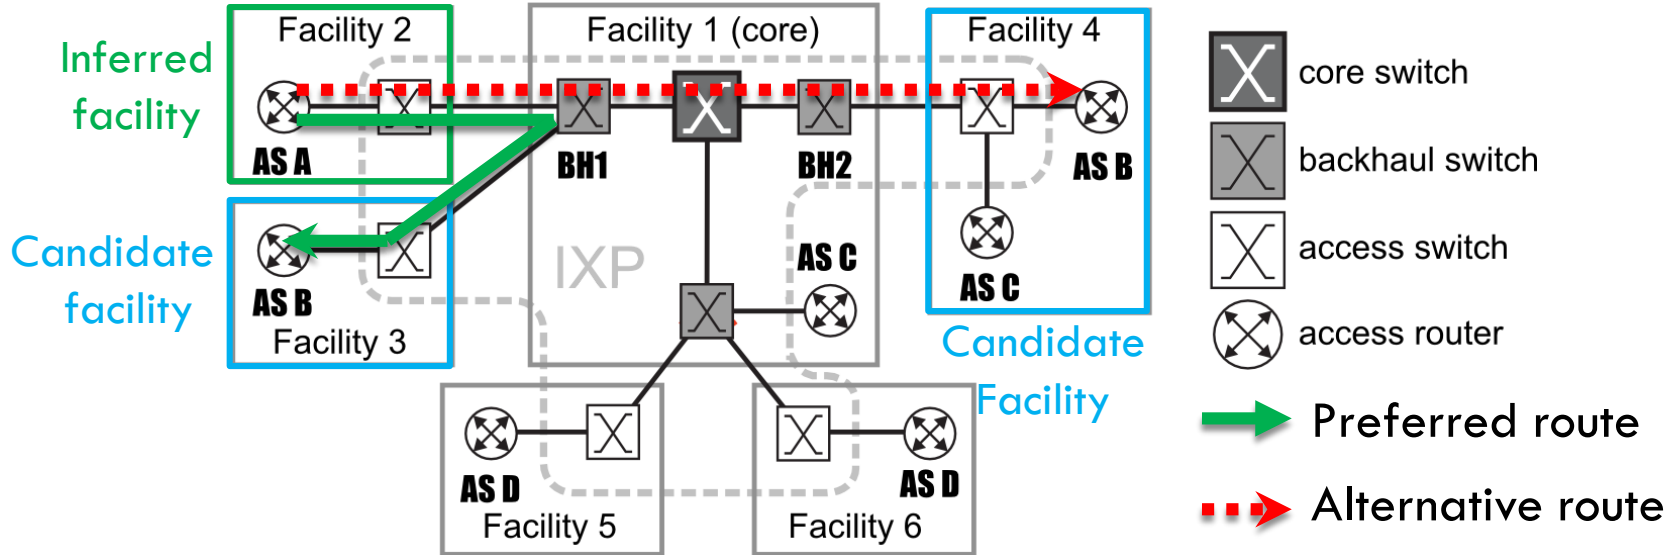 Facility 2
Facility 1 (core)
Facility 4
Inferred
facility
AS A
BH1
BH2
AS B
Candidate
facility
AS B
Facility 3
IXP
AS C
AS C
Candidate
Facility
AS D
Facility 5
AS D
Facility 6
core switch
backhaul switch
access switch
access router
Preferred route
Alternative route